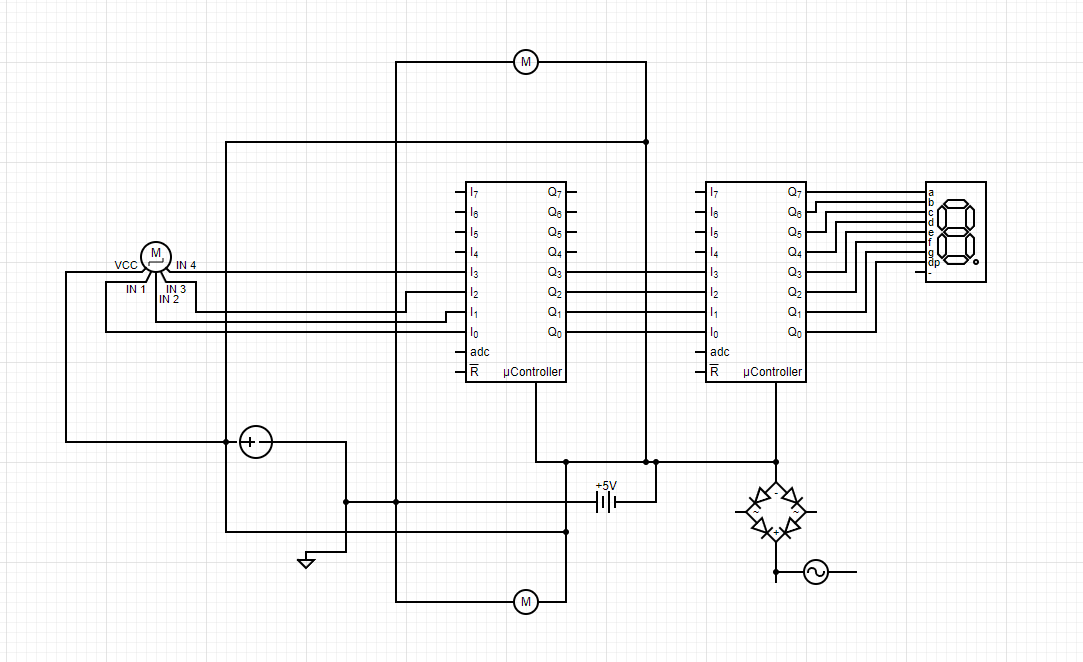 M
I7 Q7 I7 Q7 a
b
I6 Q6 I6 Q6 c
d
I5 Q5 I5 Q5 e
f
M I4 Q4 I4 Q4 g
VCC IN 4 dp
I3 Q3 I3 Q3 -
IN 1 IN 3 I2 Q2 I2 Q2
IN 2
I1 Q1 I1 Q1
I0 Q0 I0 Q0
adc adc
R̅ µController R̅ µController
+
+5V
-
~ ~
+
M